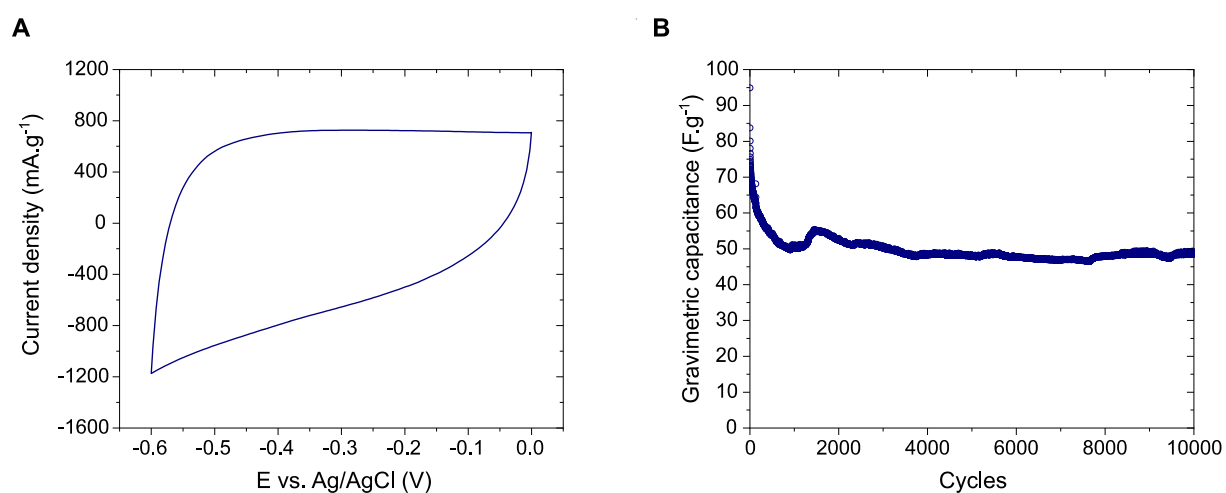 A
1200
800
400
0
-400
-800
-1200
-1600
Current density (mA.g⁻¹)
-0.6 -0.5 -0.4 -0.3 -0.2 -0.1 0.0
E vs. Ag/AgCl (V)
B
100
90
80
70
60
50
40
30
20
10
0
Gravimetric capacitance (F.g⁻¹)
0 2000 4000 6000 8000 10000
Cycles